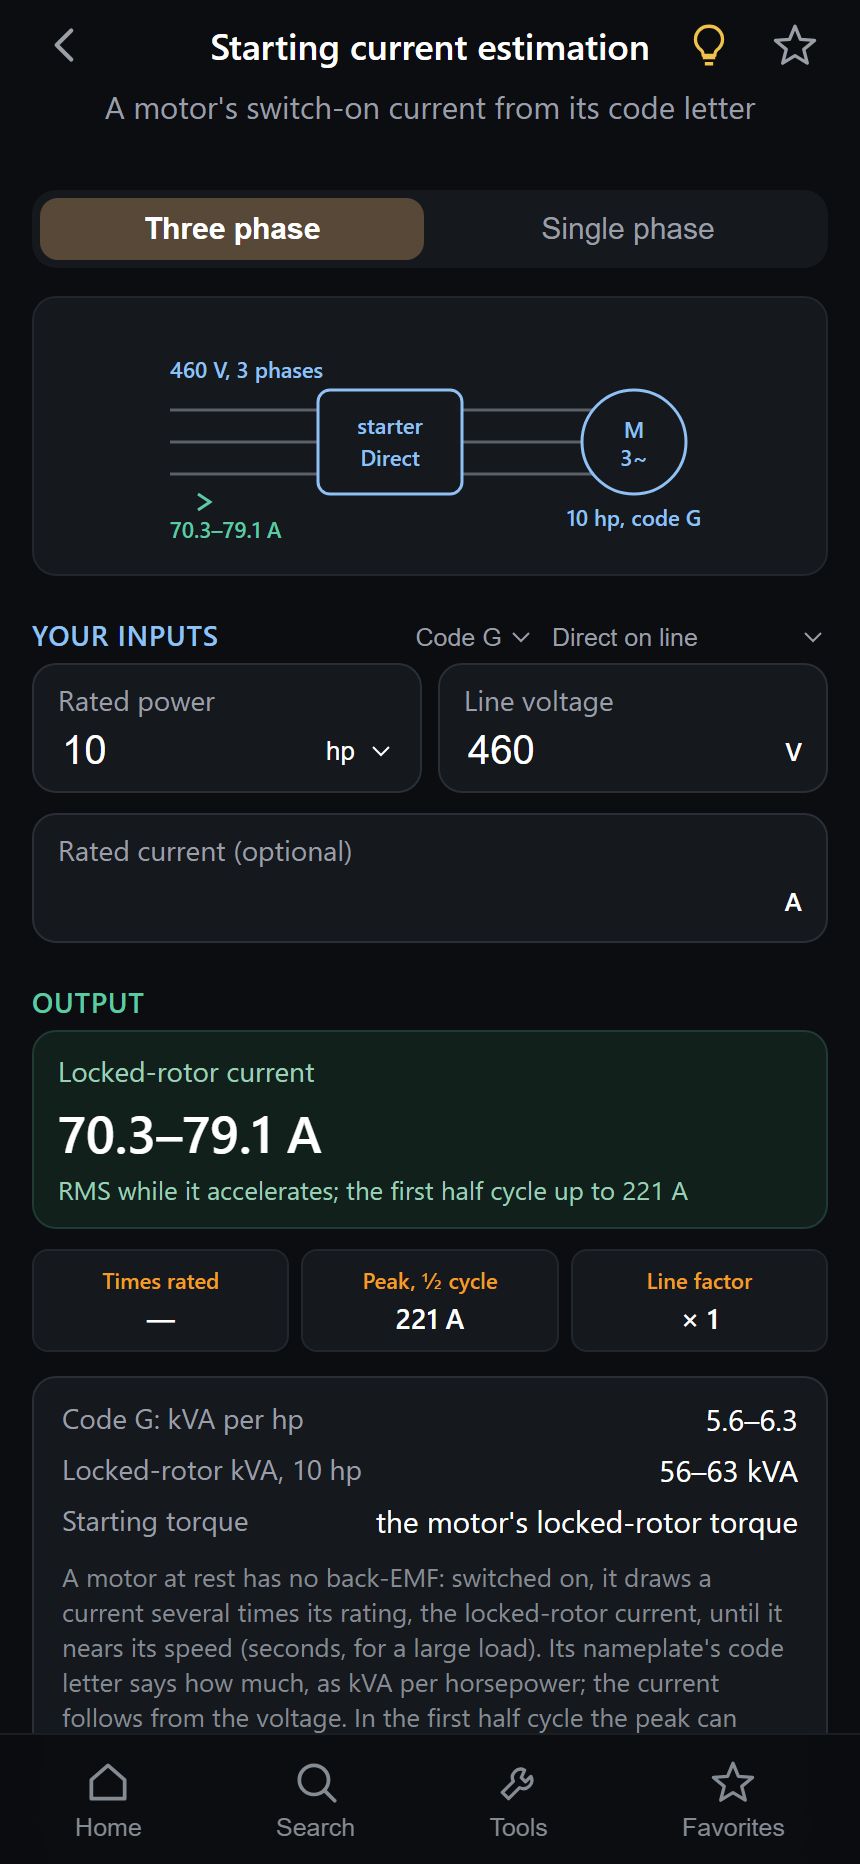 Starting current estimation
A motor's switch-on current from its code letter
Three phase
Single phase
460 V, 3 phases
starter
Direct
M
3~
70.3–79.1 A
10 hp, code G
YOUR INPUTS
Code G
Direct on line
Rated power
10
hp
Line voltage
460
V
Rated current (optional)
A
OUTPUT
Locked-rotor current
70.3–79.1 A
RMS while it accelerates; the first half cycle up to 221 A
Times rated
—
Peak, ½ cycle
221 A
Line factor
× 1
Code G: kVA per hp
5.6–6.3
Locked-rotor kVA, 10 hp
56–63 kVA
Starting torque
the motor's locked-rotor torque
A motor at rest has no back-EMF: switched on, it draws a
current several times its rating, the locked-rotor current, until it
nears its speed (seconds, for a large load). Its nameplate's code
letter says how much, as kVA per horsepower; the current
follows from the voltage. In the first half cycle the peak can
Home
Search
Tools
Favorites